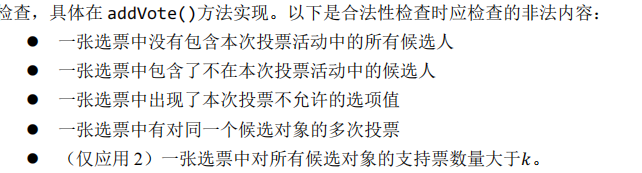 检查，具体在 addVote()方法实现。以下是合法性检查时应检查的非法内容：
● 一张选票中没有包含本次投票活动中的所有候选人
● 一张选票中包含了不在本次投票活动中的候选人
● 一张选票中出现了本次投票不允许的选项值
● 一张选票中有对同一个候选对象的多次投票
● （仅应用 2）一张选票中对所有候选对象的支持票数量大于k。